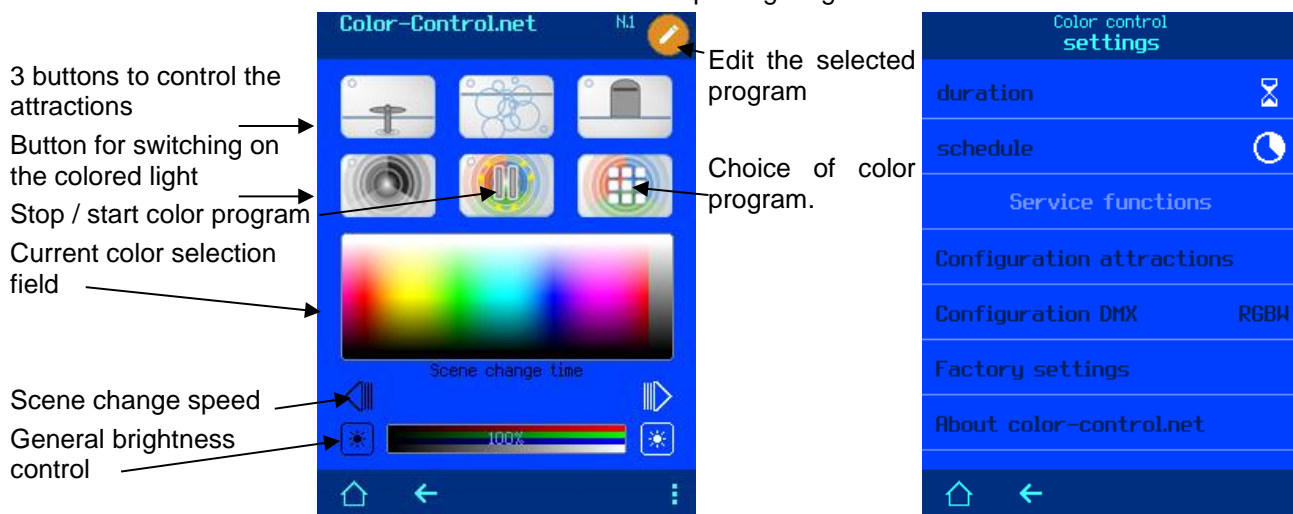 Color-Control.net
N.1
3 buttons to control the
attractions
Button for switching on
the colored light
Stop / start color program
Current color selection
field
Scene change speed
General brightness
control
Scene change time
100%
Edit the selected
program
Choice of color
program.
Color control
settings
duration
schedule
Service functions
Configuration attractions
Configuration DMX RGBW
Factory settings
About color-control.net